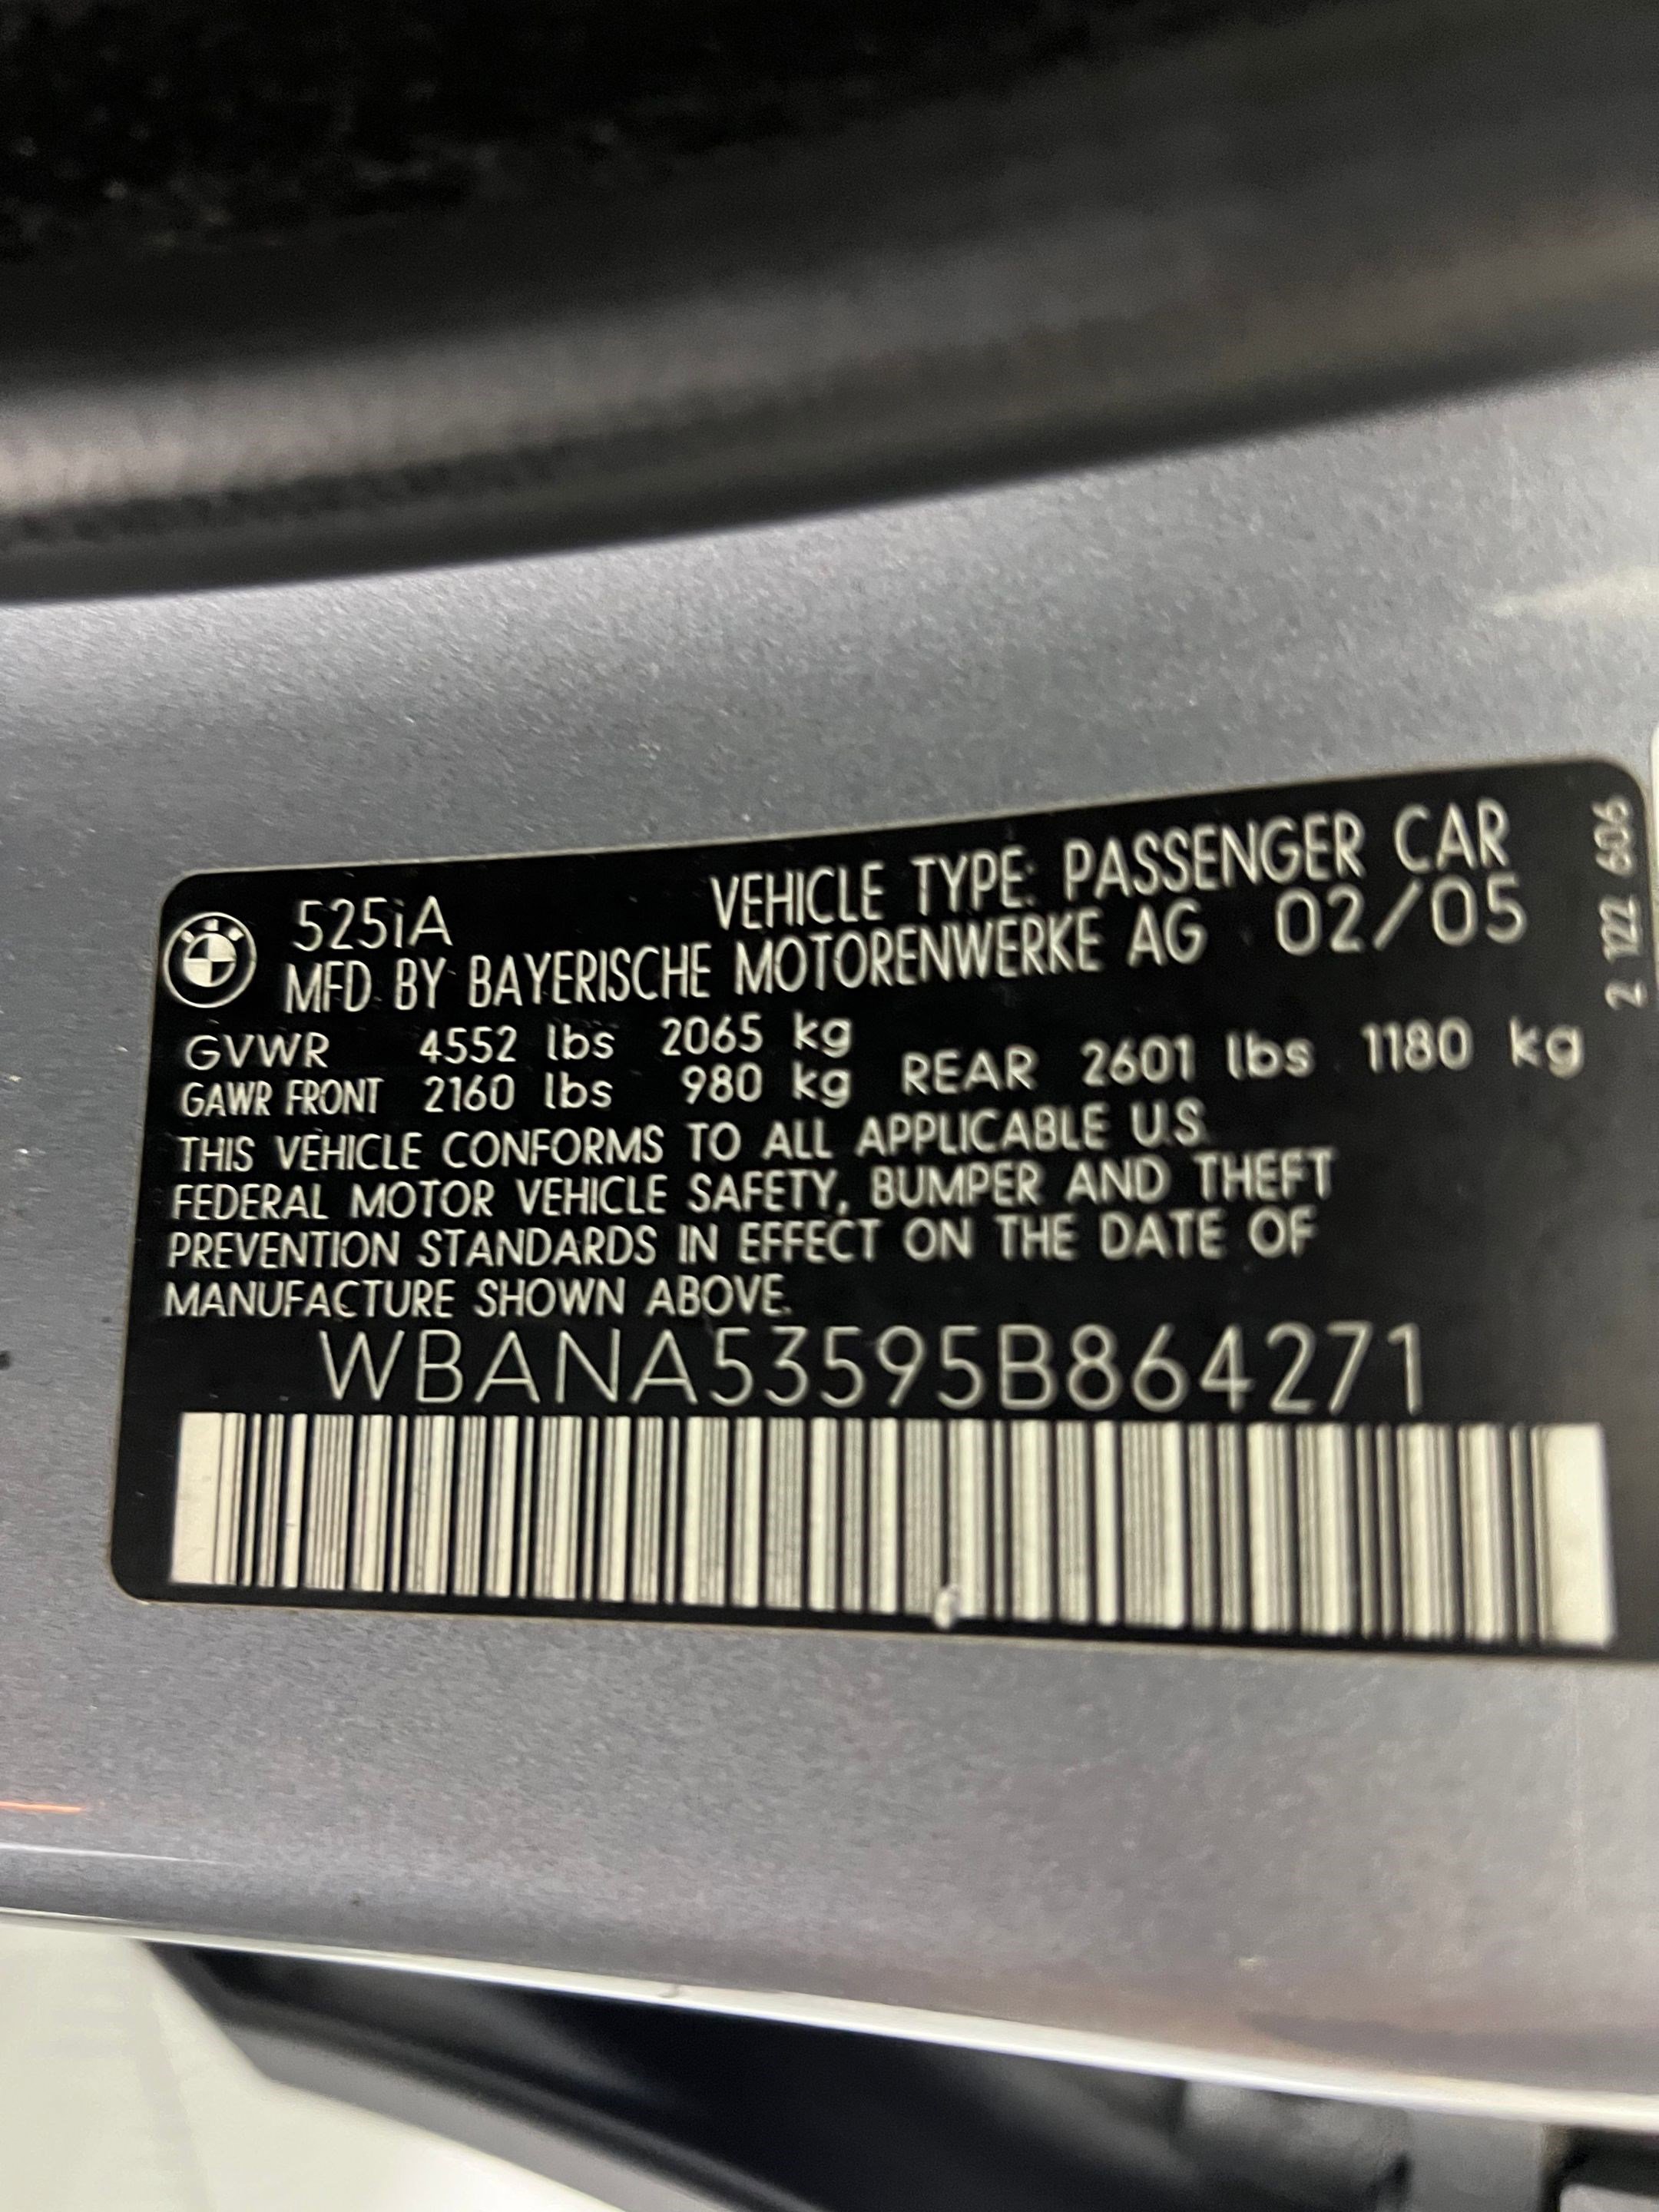 525iA VEHICLE TYPE: PASSENGER CAR
MFD BY BAYERISCHE MOTORENWERKE AG 02/05
GVWR 4552 lbs 2065 kg
GAWR FRONT 2160 lbs 980 kg REAR 2601 lbs 1180 kg
THIS VEHICLE CONFORMS TO ALL APPLICABLE U.S.
FEDERAL MOTOR VEHICLE SAFETY, BUMPER AND THEFT
PREVENTION STANDARDS IN EFFECT ON THE DATE OF
MANUFACTURE SHOWN ABOVE.
WBANA53595B864271
2 122 606